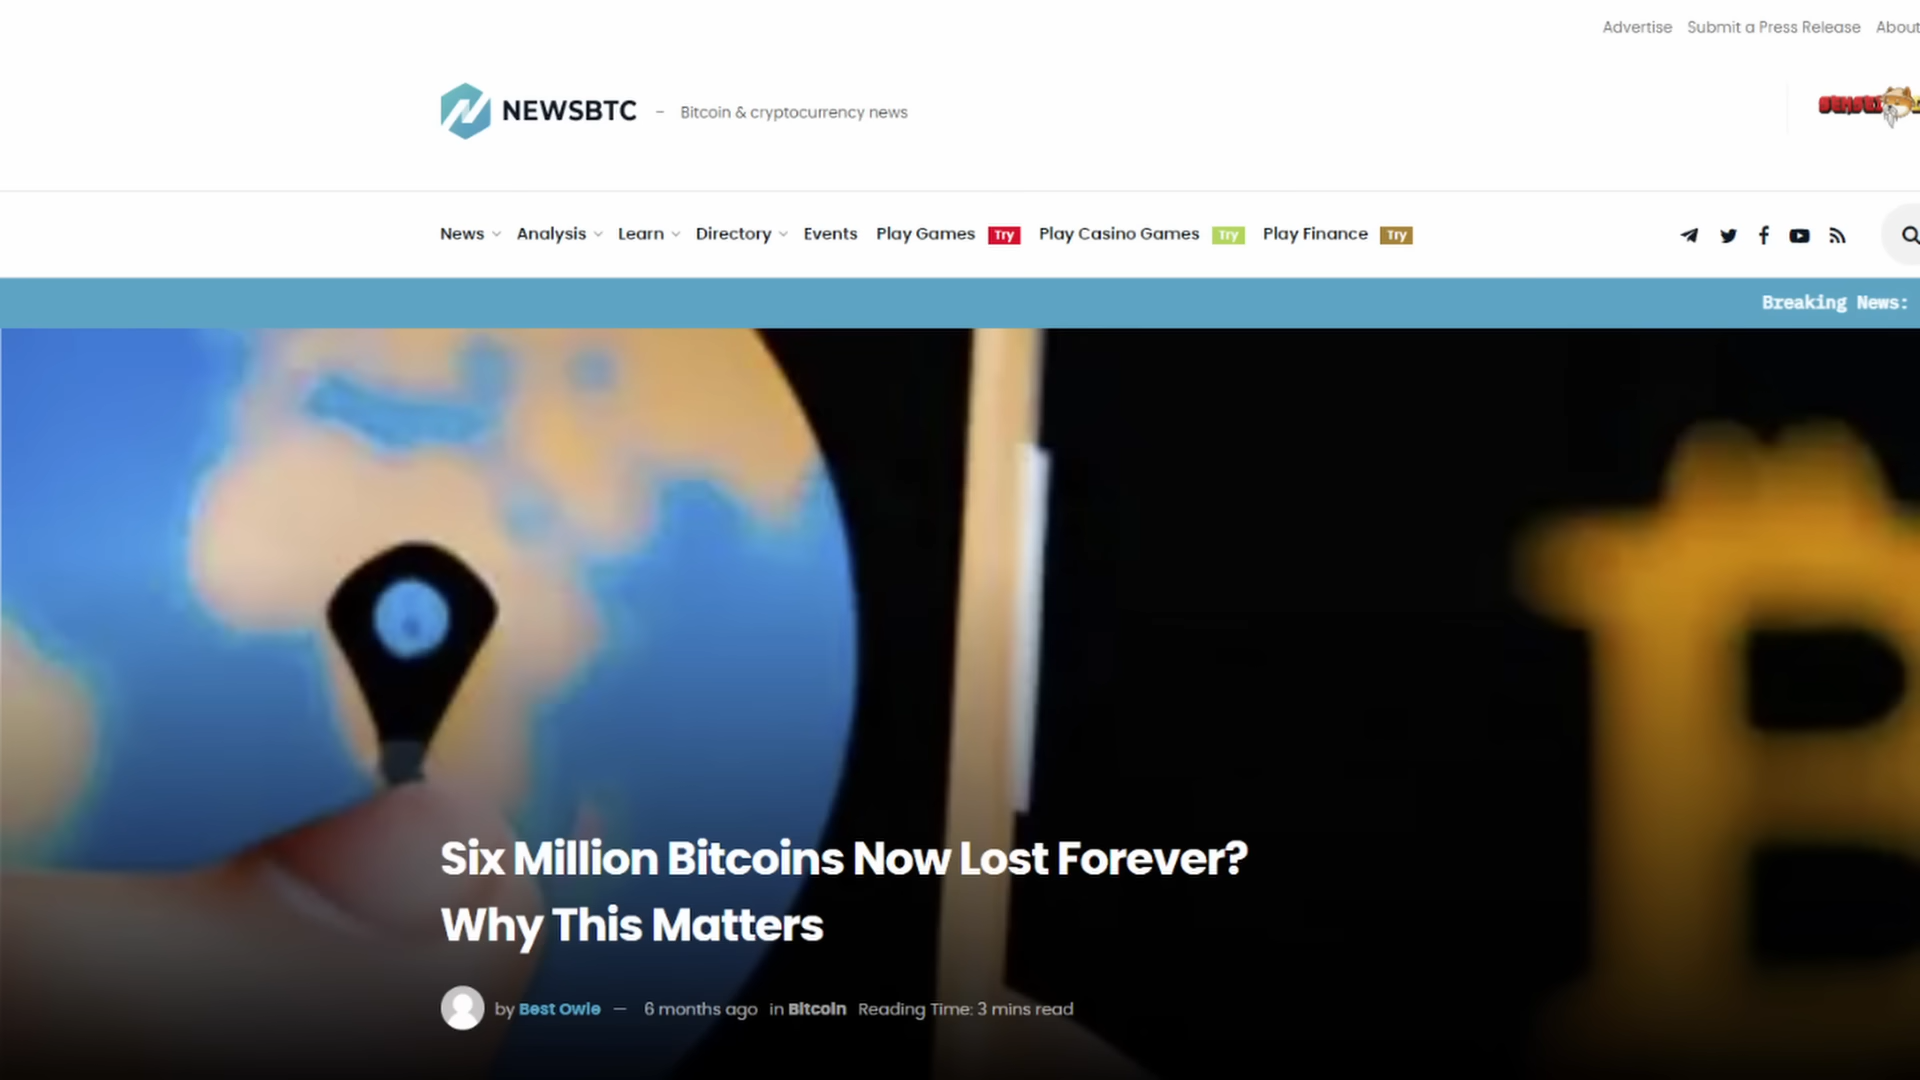 Advertise Submit a Press Release About
NEWSBTC – Bitcoin & cryptocurrency news
News Analysis Learn Directory Events Play Games Try Play Casino Games Try Play Finance Try
Breaking News:
Six Million Bitcoins Now Lost Forever?
Why This Matters
by Best Owie — 6 months ago in Bitcoin Reading Time: 3 mins read